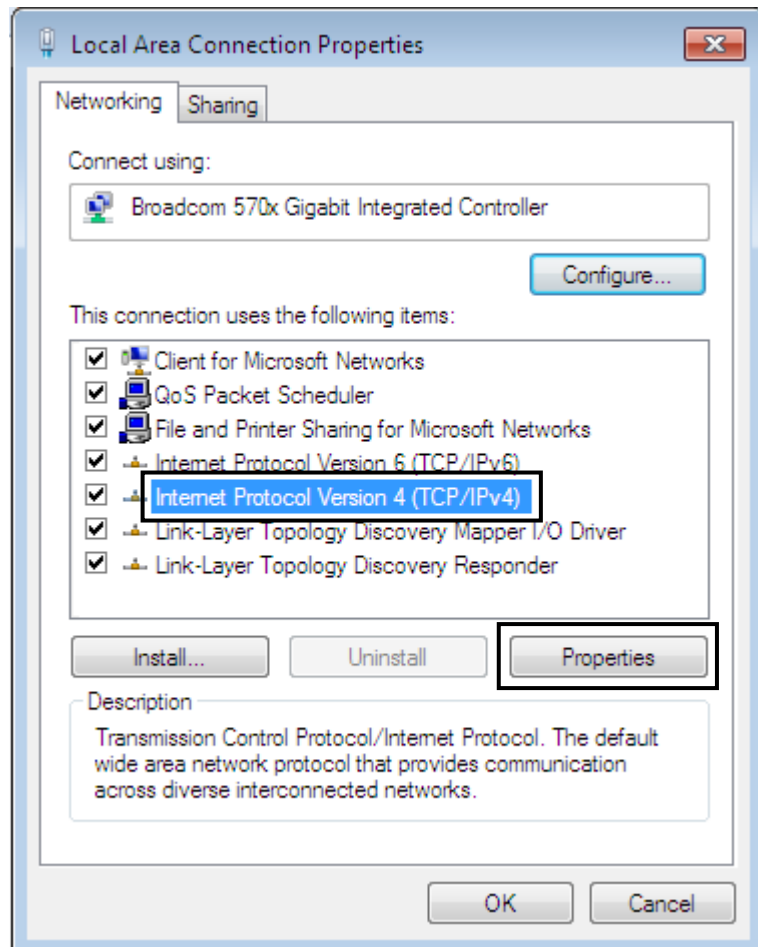 Local Area Connection Properties
Networking
Sharing
Connect using:
Broadcom 570x Gigabit Integrated Controller
Configure...
This connection uses the following items:
Client for Microsoft Networks
QoS Packet Scheduler
File and Printer Sharing for Microsoft Networks
Internet Protocol Version 6 (TCP/IPv6)
Internet Protocol Version 4 (TCP/IPv4)
Link-Layer Topology Discovery Mapper I/O Driver
Link-Layer Topology Discovery Responder
Install...
Uninstall
Properties
Description
Transmission Control Protocol/Internet Protocol. The default
wide area network protocol that provides communication
across diverse interconnected networks.
OK
Cancel